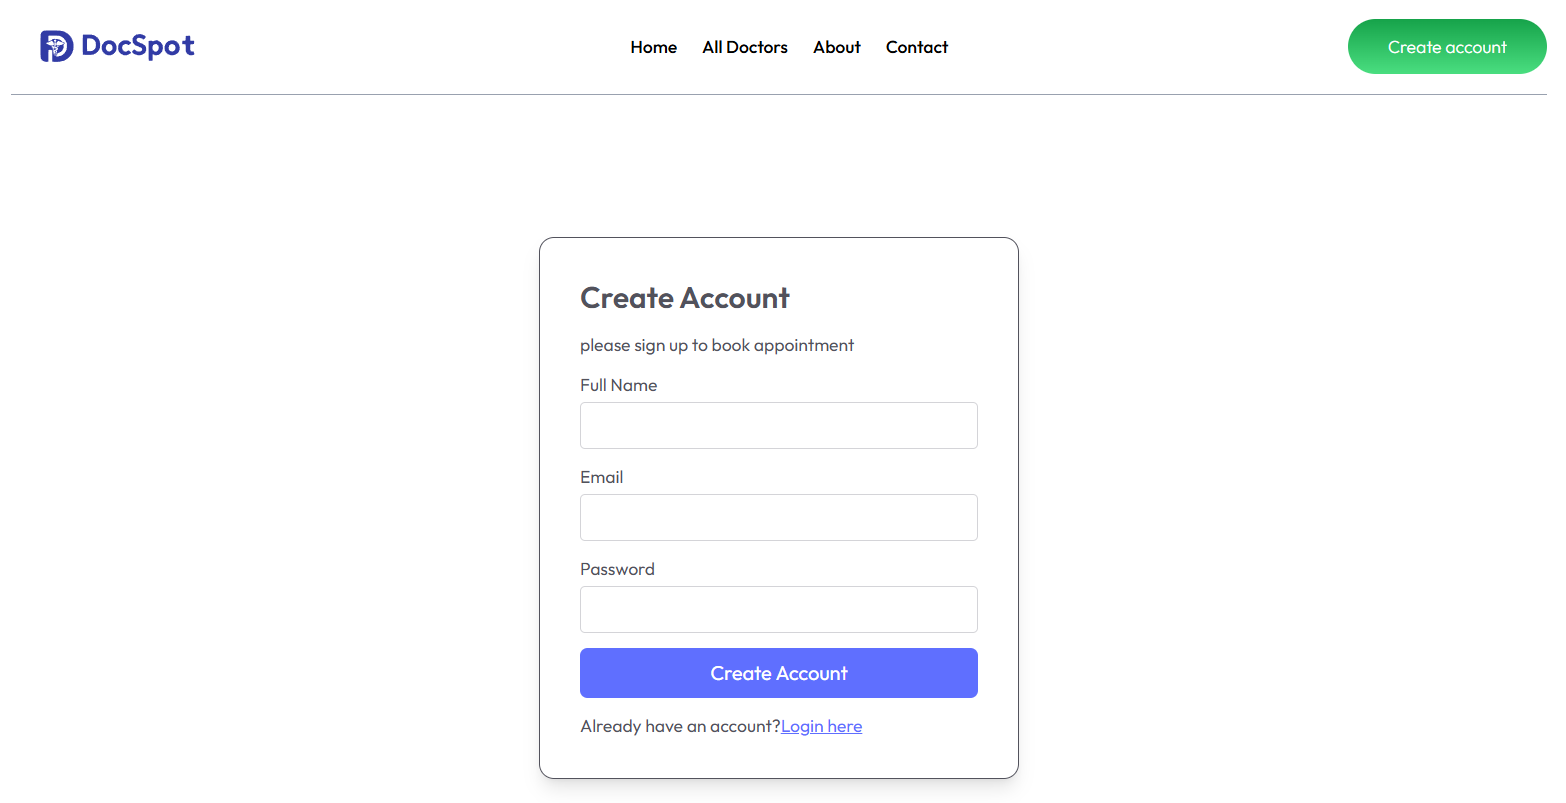 DocSpot
Home All Doctors About Contact
Create account
Create Account
please sign up to book appointment
Full Name
Email
Password
Create Account
Already have an account?Login here